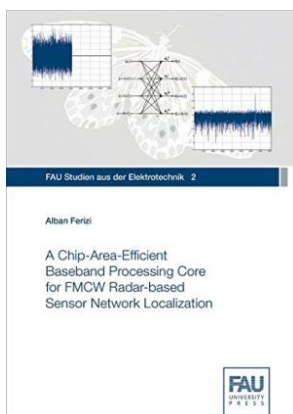 FAU Studien aus der Elektrotechnik 2
Alban Ferizi
A Chip-Area-Efficient
Baseband Processing Core
for FMCW Radar-based
Sensor Network Localization
FAU
UNIVERSITY
PRESS